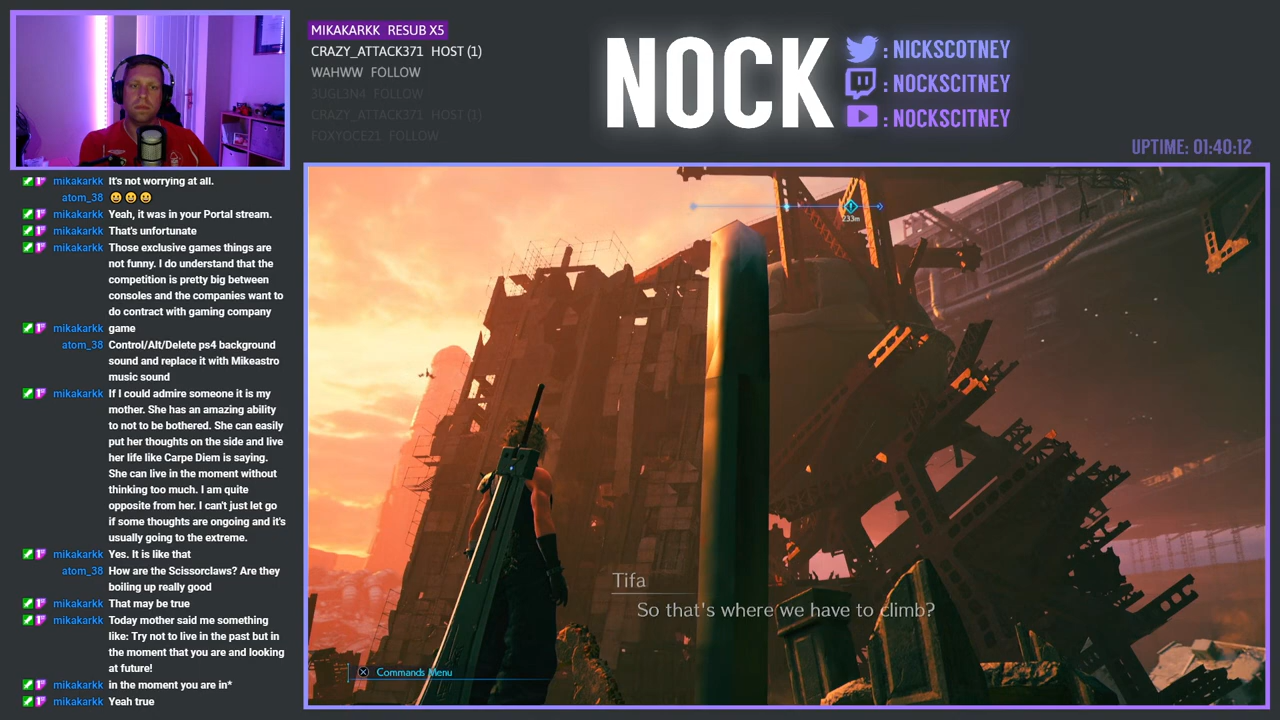 MIKAKARKK RESUB X5
CRAZY_ATTACK371 HOST (1)
WAHWW FOLLOW
3UGL3N4 FOLLOW
CRAZY_ATTACK371 HOST (1)
FOXYOCE21 FOLLOW
NOCK
: NICKSCOTNEY
: NOCKSCITNEY
: NOCKSCITNEY
UPTIME: 01:40:12
mikakarkk It's not worrying at all.
atom_38
mikakarkk Yeah, it was in your Portal stream.
mikakarkk That's unfortunate
mikakarkk Those exclusive games things are
not funny. I do understand that the
competition is pretty big between
consoles and the companies want to
do contract with gaming company
mikakarkk game
atom_38 Control/Alt/Delete ps4 background
sound and replace it with Mikeastro
music sound
mikakarkk If I could admire someone it is my
mother. She has an amazing ability
to not to be bothered. She can easily
put her thoughts on the side and live
her life like Carpe Diem is saying.
She can live in the moment without
thinking too much. I am quite
opposite from her. I can't just let go
if some thoughts are ongoing and it's
usually going to the extreme.
mikakarkk Yes. It is like that
atom_38 How are the Scissorclaws? Are they
boiling up really good
mikakarkk That may be true
mikakarkk Today mother said me something
like: Try not to live in the past but in
the moment that you are and looking
at future!
mikakarkk in the moment you are in*
mikakarkk Yeah true
233m
Tifa
So that's where we have to climb?
Commands Menu